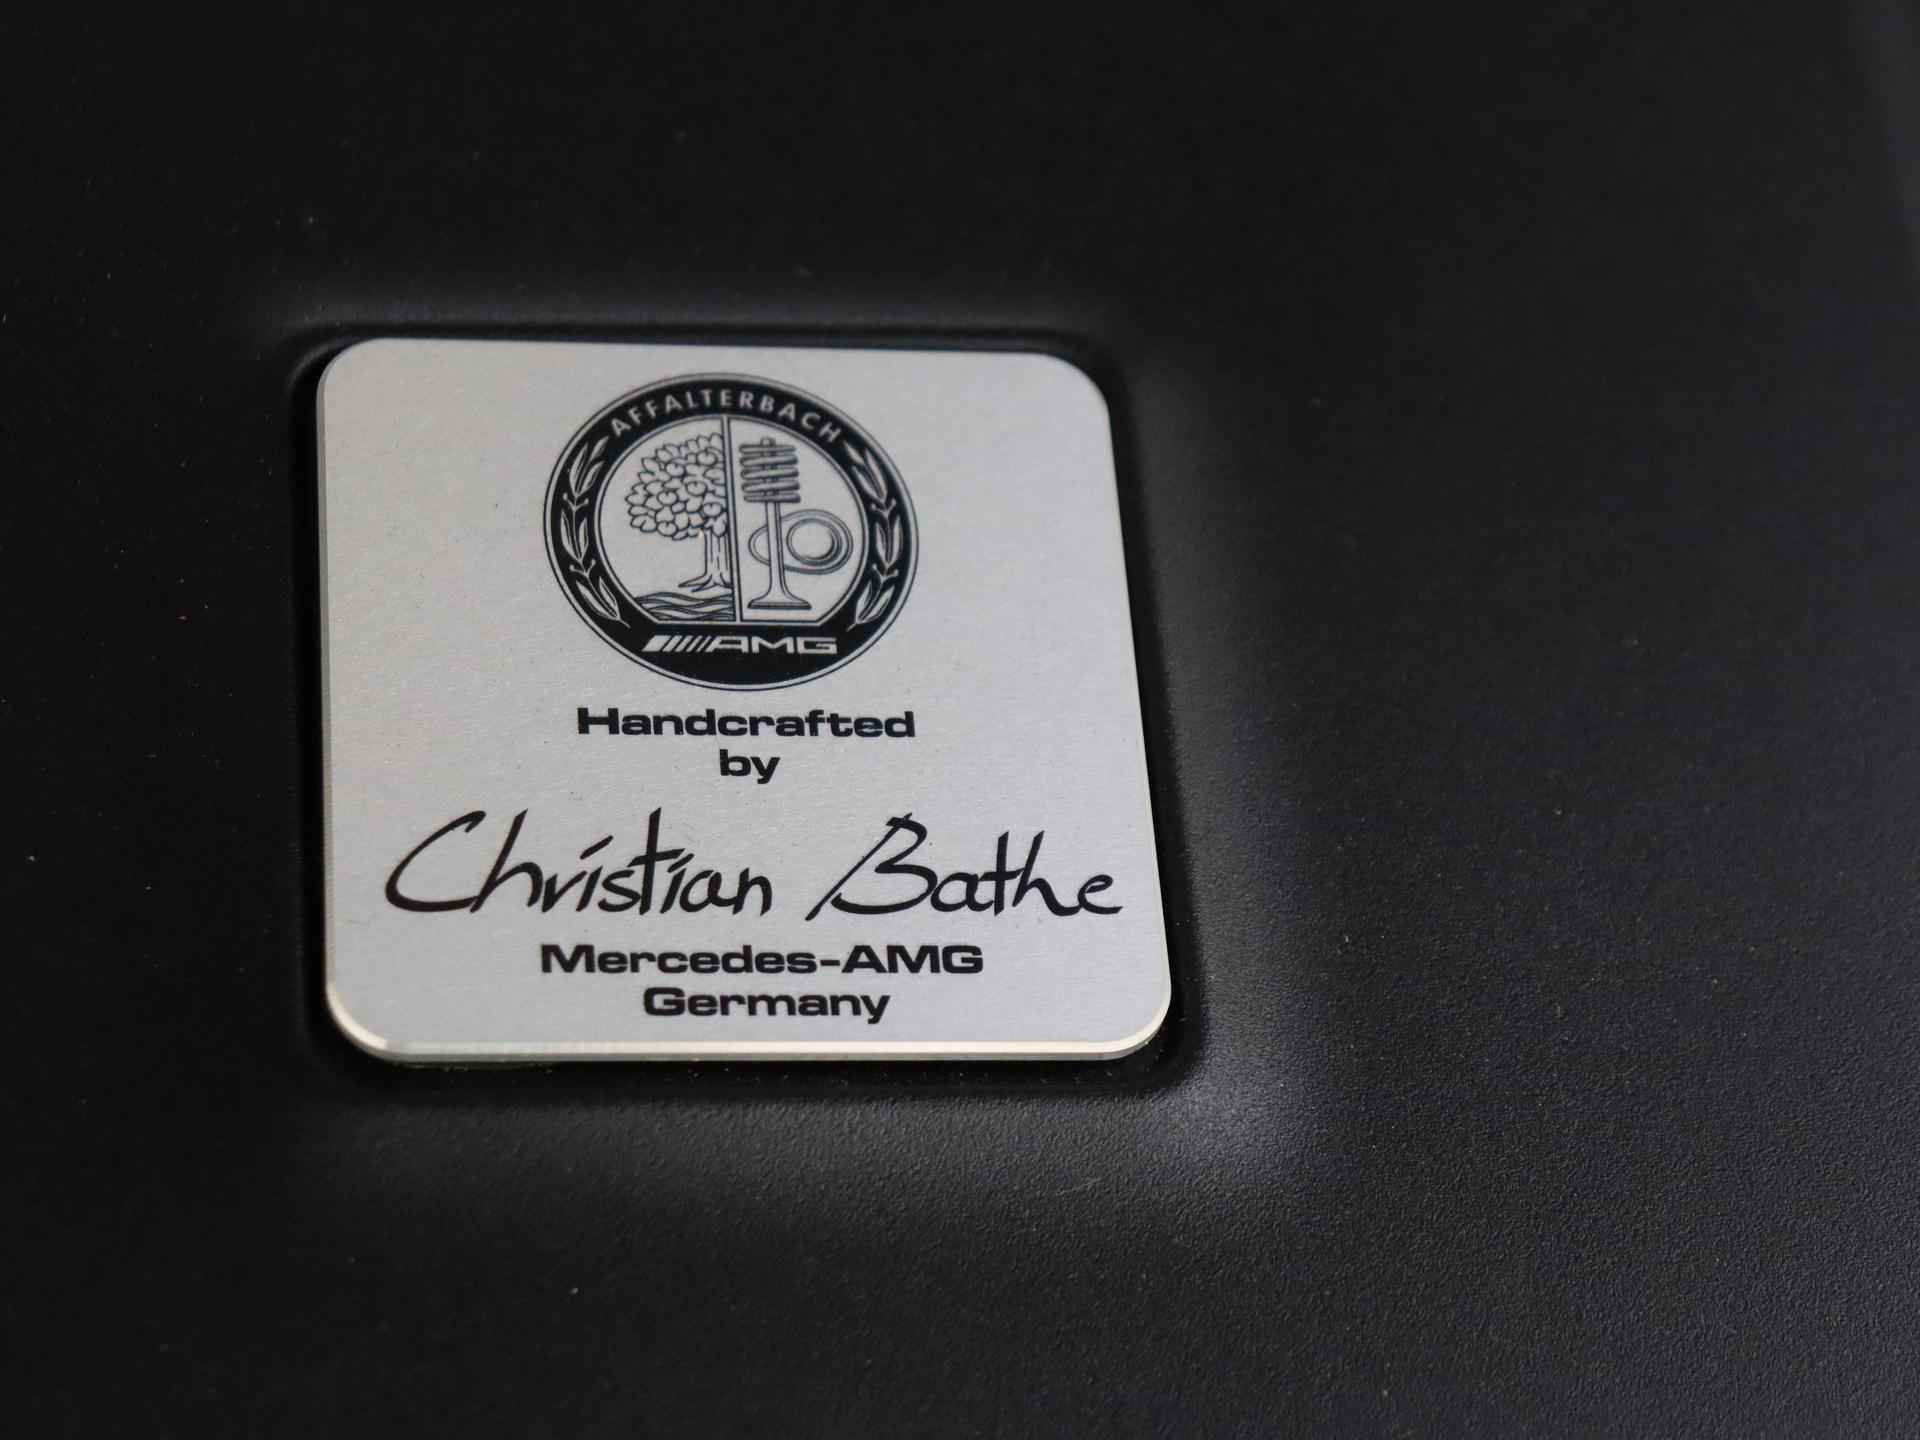 AFFALTERBACH
AMG
Handcrafted
by
Christian Bathe
Mercedes-AMG
Germany